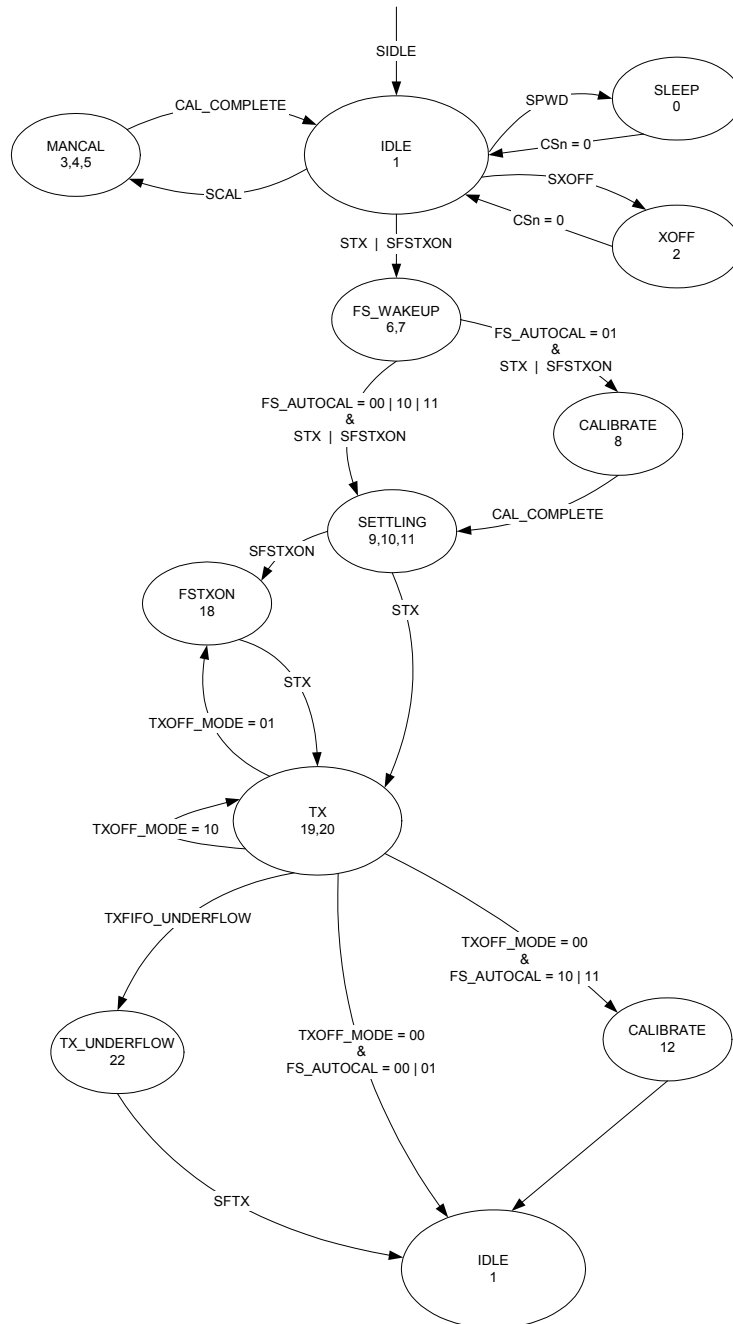 SIDLE
SPWD
SLEEP
0
CAL_COMPLETE
MANCAL
3,4,5
IDLE
1
CSn = 0
SXOFF
SCAL
CSn = 0
XOFF
2
STX | SFSTXON
FS_WAKEUP
6,7
FS_AUTOCAL = 01
&
STX | SFSTXON
FS_AUTOCAL = 00 | 10 | 11
&
STX | SFSTXON
CALIBRATE
8
SETTLING
9,10,11
CAL_COMPLETE
SFSTXON
FSTXON
18
STX
STX
TXOFF_MODE = 01
TX
19,20
TXOFF_MODE = 10
TXFIFO_UNDERFLOW
TXOFF_MODE = 00
&
FS_AUTOCAL = 10 | 11
TX_UNDERFLOW
22
TXOFF_MODE = 00
&
FS_AUTOCAL = 00 | 01
CALIBRATE
12
SFTX
IDLE
1